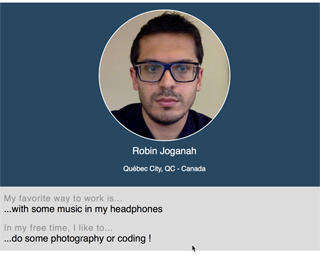 Robin Joganah
Québec City, QC - Canada
My favorite way to work is...
...with some music in my headphones
In my free time, I like to...
...do some photography or coding !